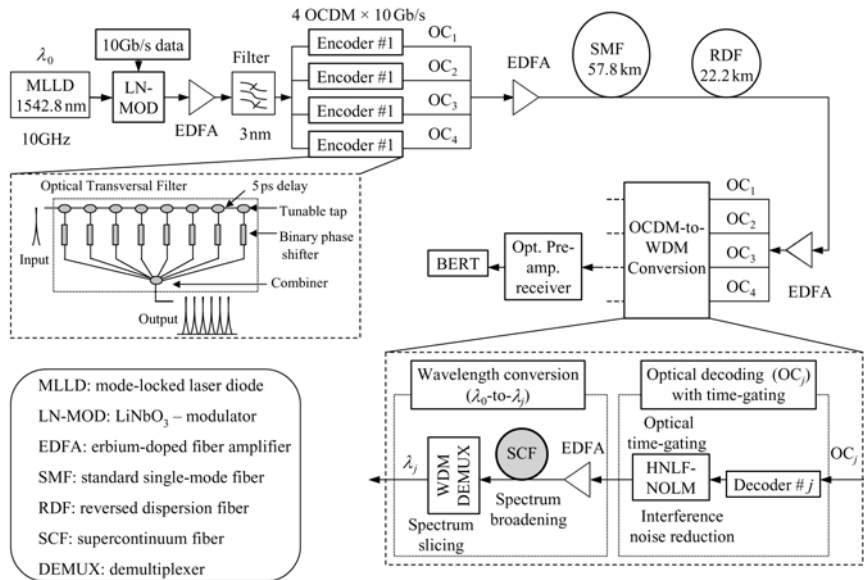 4 OCDM × 10 Gb/s
λ0
10Gb/s data
MLLD
1542.8 nm
10GHz
LN-
MOD
EDFA
Filter
3 nm
Encoder #1
OC1
Encoder #1
OC2
Encoder #1
OC3
Encoder #1
OC4
EDFA
SMF
57.8 km
RDF
22.2 km
Optical Transversal Filter
5 ps delay
Tunable tap
Binary phase
shifter
Combiner
Input
Output
BERT
Opt. Pre-
amp.
receiver
OCDM-to-
WDM
Conversion
OC1
OC2
OC3
OC4
EDFA
MLLD: mode-locked laser diode
LN-MOD: LiNbO3 – modulator
EDFA: erbium-doped fiber amplifier
SMF: standard single-mode fiber
RDF: reversed dispersion fiber
SCF: supercontinuum fiber
DEMUX: demultiplexer
Wavelength conversion
(λ0-to-λj)
λj
WDM
DEMUX
Spectrum
slicing
SCF
Spectrum
broadening
EDFA
Optical decoding (OCj)
with time-gating
Optical
time-gating
HNLF-
NOLM
Interference
noise reduction
Decoder # j
OCj